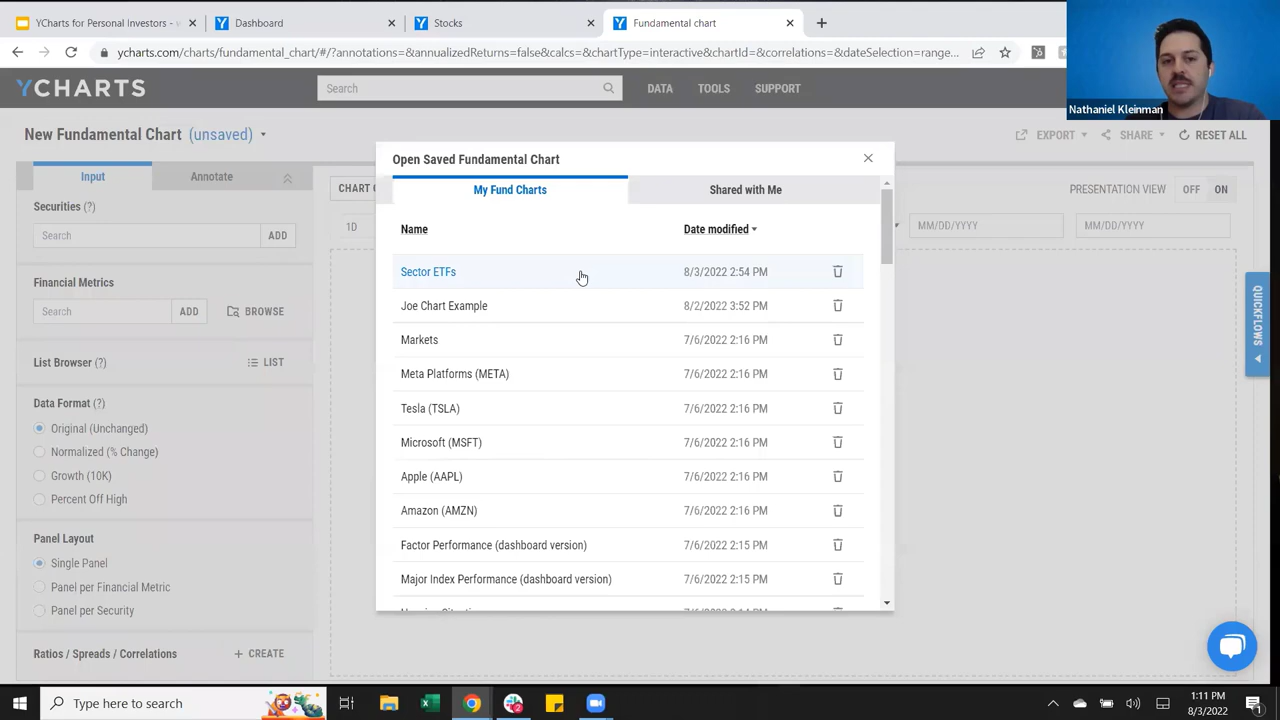 YCharts for Personal Investors - v
Dashboard
Stocks
Fundamental chart
ycharts.com/charts/fundamental_chart/#/?annotations=&annualizedReturns=false&calcs=&chartType=interactive&chartId=&correlations=&dateSelection=range...
Nathaniel Kleinman
YCHARTS
Search
DATA
TOOLS
SUPPORT
New Fundamental Chart (unsaved)
EXPORT
SHARE
RESET ALL
Input
Annotate
Securities (?)
Search
ADD
Financial Metrics
Search
ADD
BROWSE
List Browser (?)
LIST
Data Format (?)
Original (Unchanged)
Normalized (% Change)
Growth (10K)
Percent Off High
Panel Layout
Single Panel
Panel per Financial Metric
Panel per Security
Ratios / Spreads / Correlations
+ CREATE
CHART
PRESENTATION VIEW
OFF
ON
1D
MM/DD/YYYY
MM/DD/YYYY
QUICKFLOWS
Open Saved Fundamental Chart
My Fund Charts
Shared with Me
Name
Date modified
Sector ETFs
8/3/2022 2:54 PM
Joe Chart Example
8/2/2022 3:52 PM
Markets
7/6/2022 2:16 PM
Meta Platforms (META)
7/6/2022 2:16 PM
Tesla (TSLA)
7/6/2022 2:16 PM
Microsoft (MSFT)
7/6/2022 2:16 PM
Apple (AAPL)
7/6/2022 2:16 PM
Amazon (AMZN)
7/6/2022 2:16 PM
Factor Performance (dashboard version)
7/6/2022 2:15 PM
Major Index Performance (dashboard version)
7/6/2022 2:15 PM
Type here to search
1:11 PM
8/3/2022
1